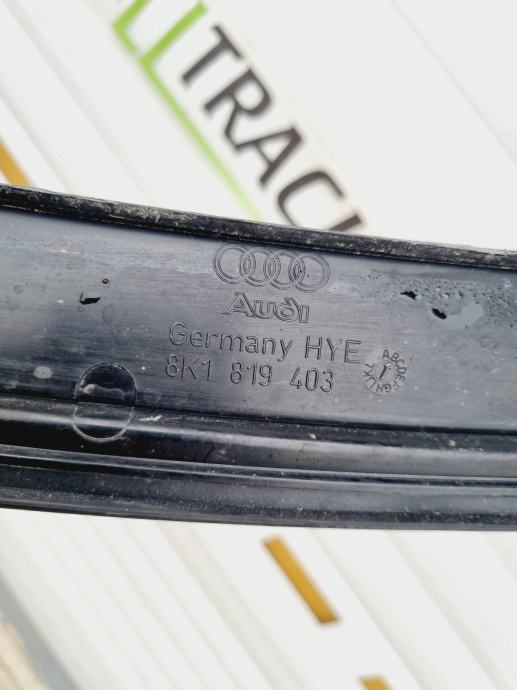 TRAC
Audi
Germany HYE
8K1 819 403